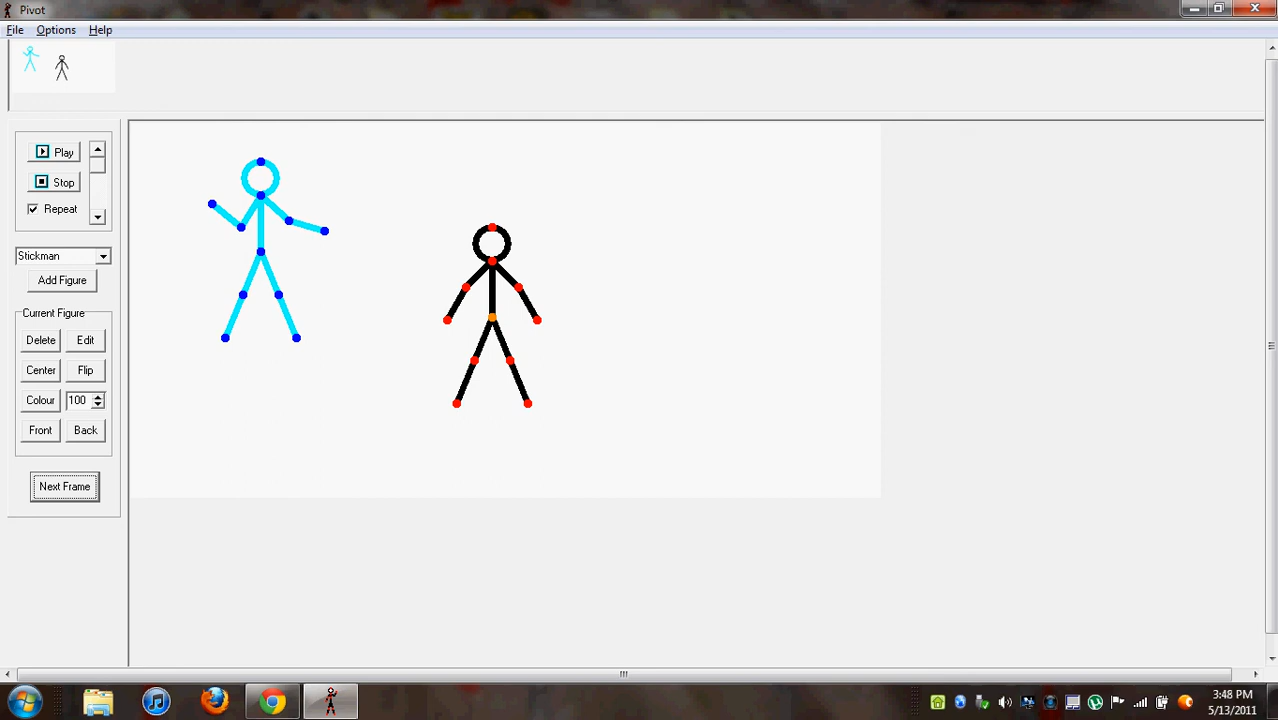 Pivot
File Options Help
Play
Stop
Repeat
Stickman
Add Figure
Current Figure
Delete Edit
Center Flip
Colour 100
Front Back
Next Frame
3:48 PM
5/13/2011